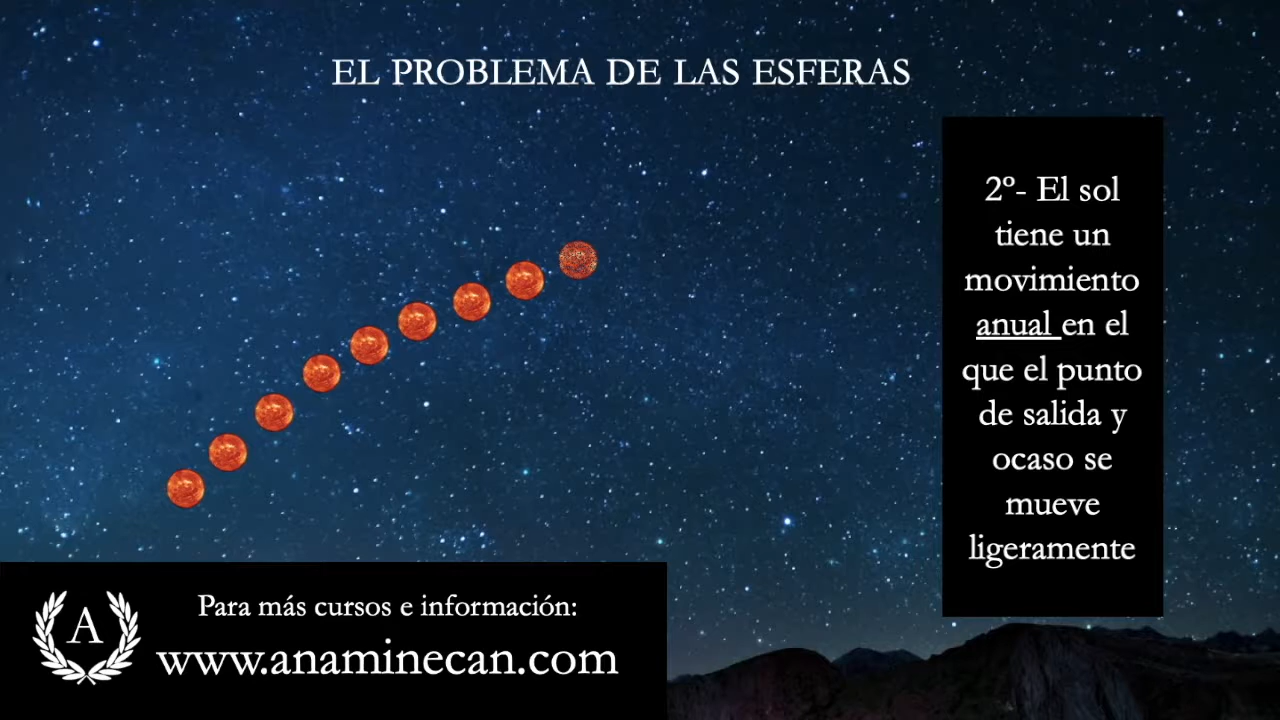 EL PROBLEMA DE LAS ESFERAS
2º- El sol
tiene un
movimiento
anual en el
que el punto
de salida y
ocaso se
mueve
ligeramente
A
Para más cursos e información:
www.anaminecan.com